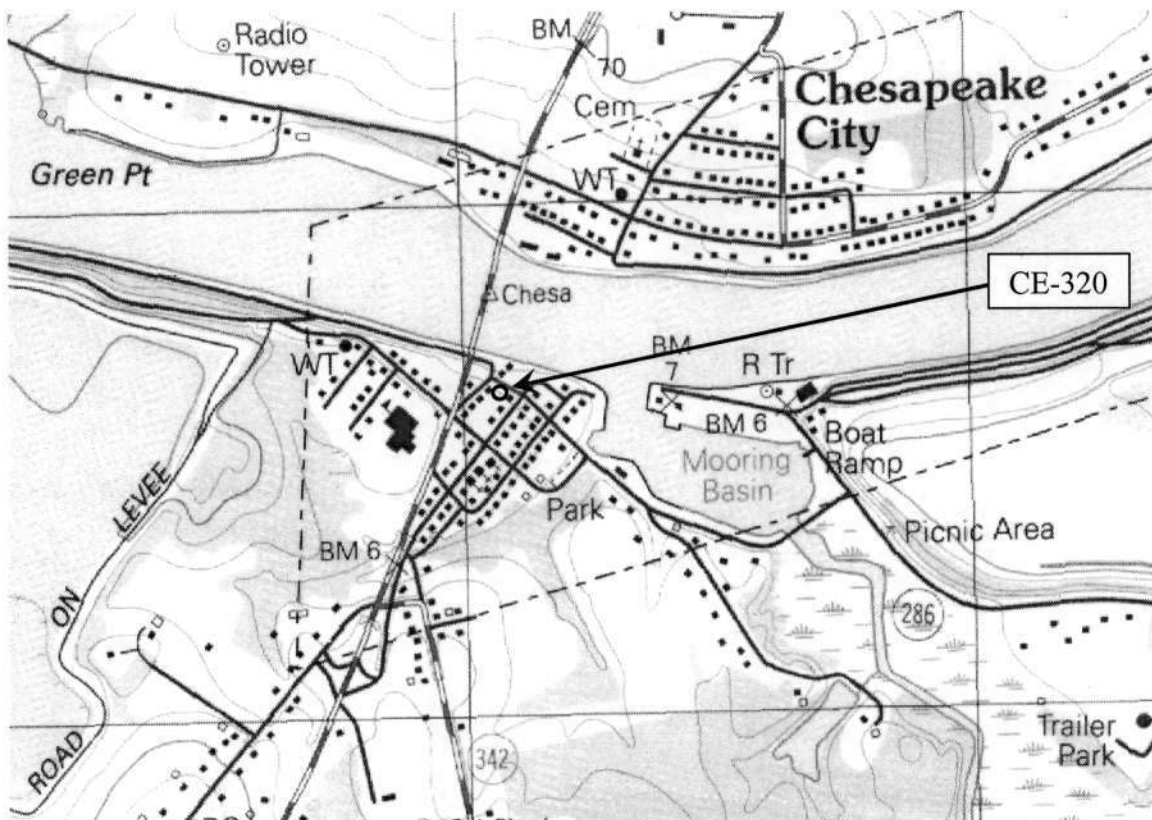 Radio
Tower
BM
70
Cem
Chesapeake
City
Green Pt
WT
Chesa
CE-320
WT
BM
7
R Tr
BM 6
Boat
Ramp
Mooring
Basin
Park
Picnic Area
BM 6
LEVEE
ON
ROAD
286
342
Trailer
Park